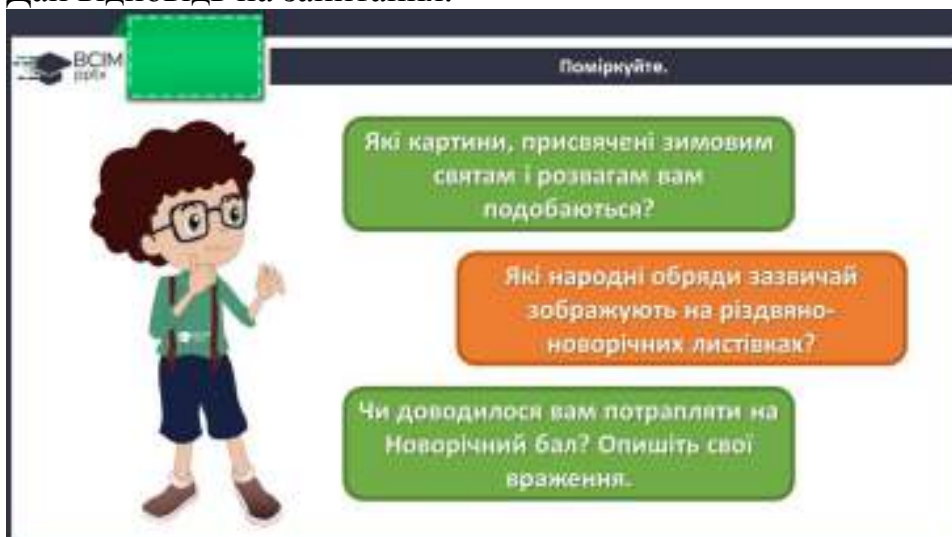 Дай відповідь на запитання.
ВСІМ
pptx
Поміркуйте.
Які картини, присвячені зимовим
святам і розвагам вам
подобаються?
Які народні обряди зазвичай
зображують на різдвяно-
новорічних листівках?
Чи доводилося вам потрапляти на
Новорічний бал? Опишіть свої
враження.